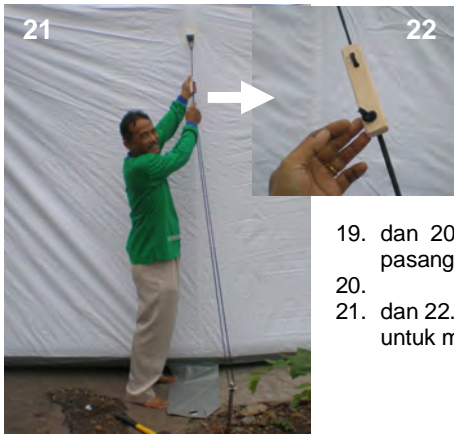 21
22
19. dan 20
pasang
20.
21. dan 22.
untuk m